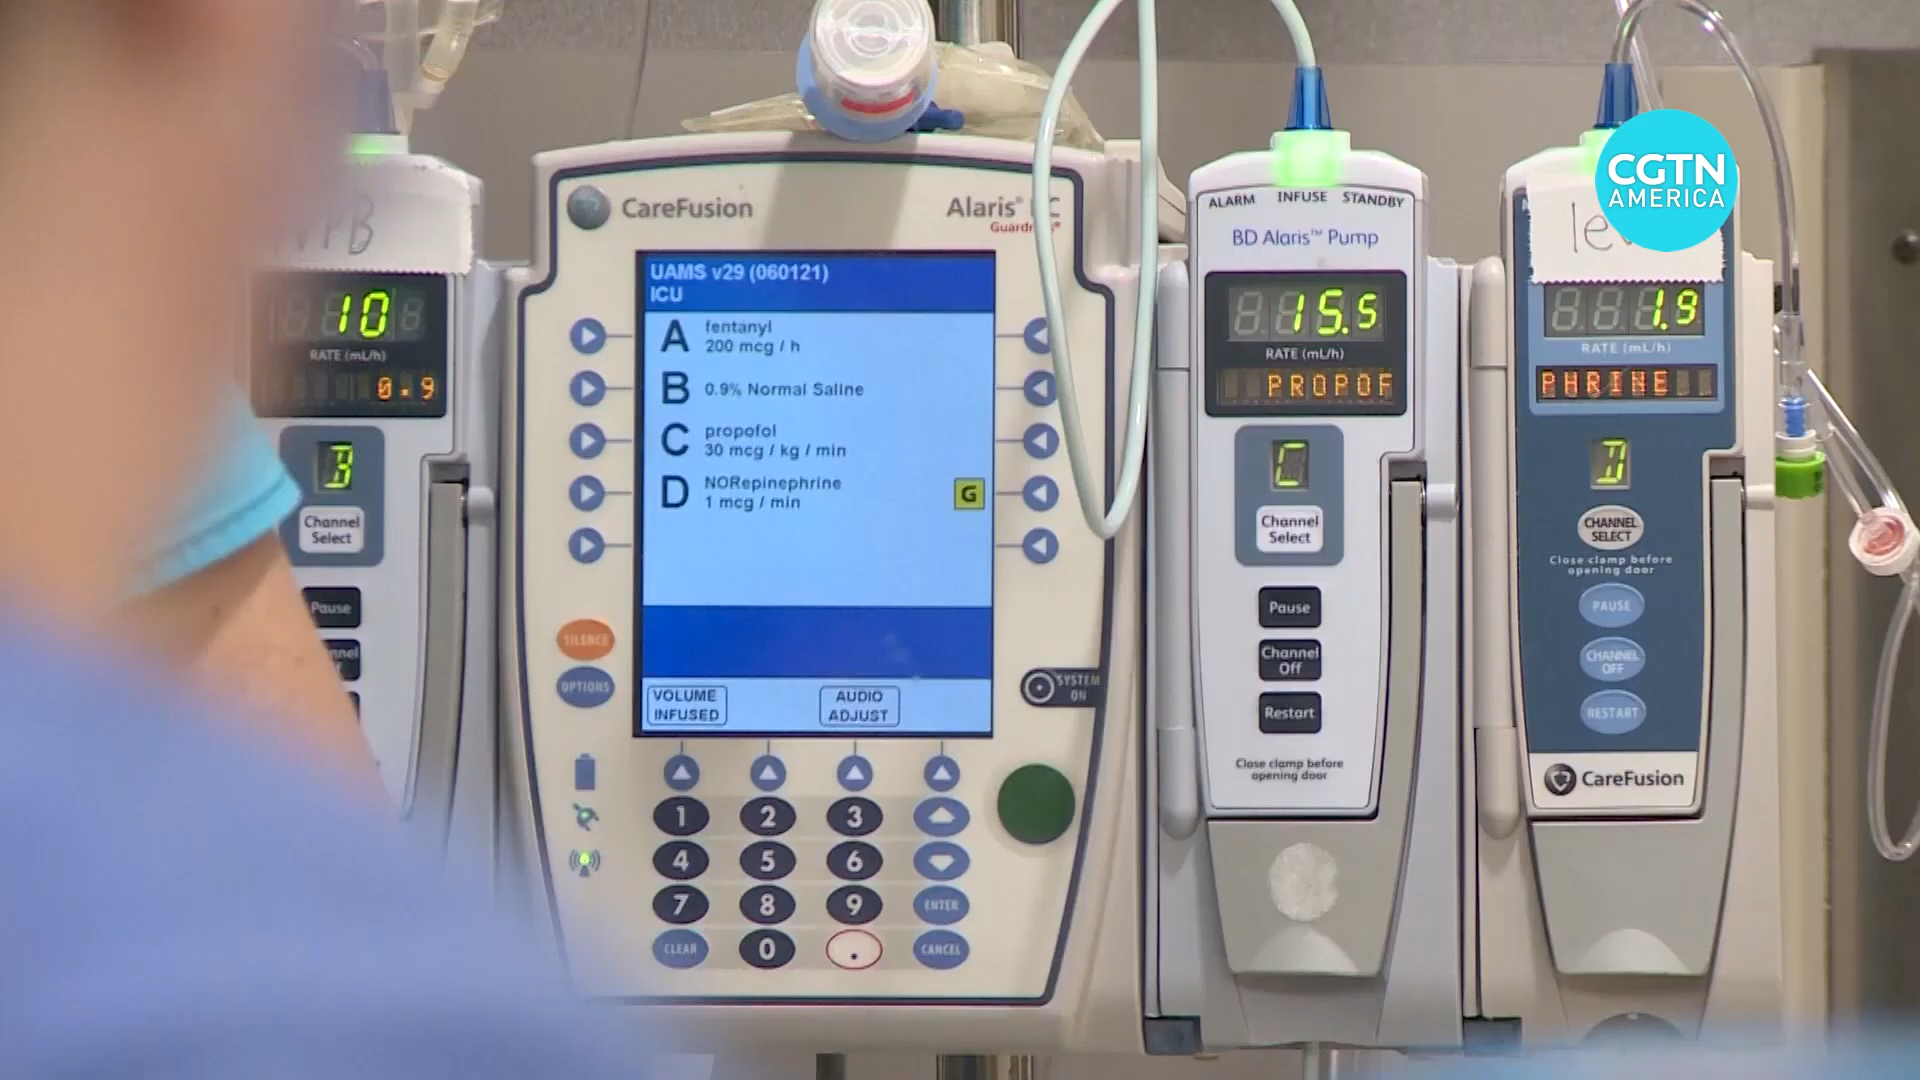 CGTN
AMERICA
10
RATE (mL/h)
0.9
B
Channel
Select
Pause
CareFusion
Alaris®
UAMS v29 (060121)
ICU
A fentanyl
200 mcg / h
B 0.9% Normal Saline
C propofol
30 mcg / kg / min
D NORepinephrine
1 mcg / min
G
SILENCE
OPTIONS
VOLUME
INFUSED
AUDIO
ADJUST
SYSTEM
ON
1 2 3
4 5 6
7 8 9 ENTER
CLEAR 0 . CANCEL
ALARM INFUSE STANDBY
BD Alaris™ Pump
15.5
RATE (mL/h)
PROPOF
C
Channel
Select
Pause
Channel
Off
Restart
Close clamp before
opening door
1.9
RATE (mL/h)
PHRINE
D
CHANNEL
SELECT
Close clamp before
opening door
PAUSE
CHANNEL
OFF
RESTART
CareFusion